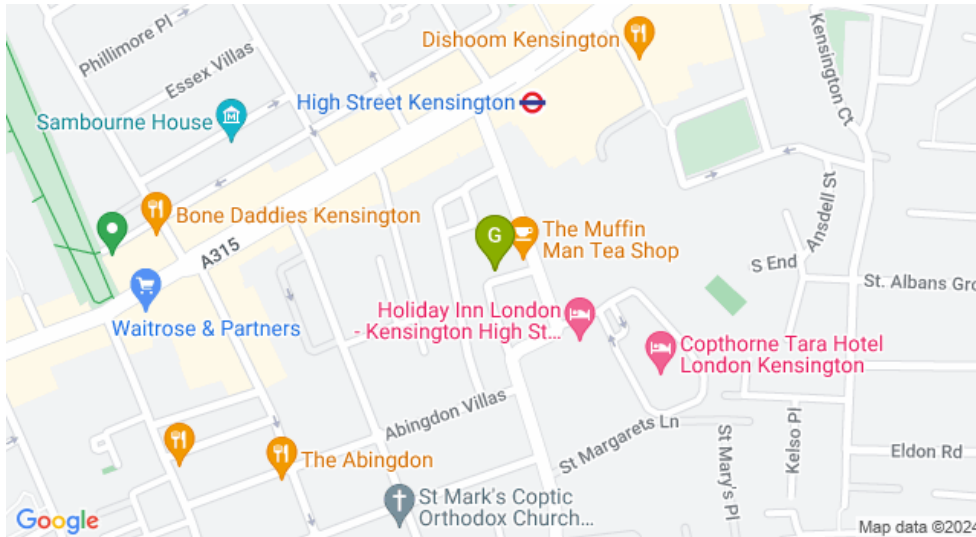 Phillimore Pl
Essex Villas
Dishoom Kensington
Kensington Ct
High Street Kensington
Sambourne House
Bone Daddies Kensington
A315
G
The Muffin
Man Tea Shop
Ansdell St
S End
St. Albans Gro
Waitrose & Partners
Holiday Inn London
- Kensington High St...
Copthorne Tara Hotel
London Kensington
Abingdon Villas
St Margarets Ln
St Mary's Pl
Kelso Pl
Eldon Rd
The Abingdon
St Mark's Coptic
Orthodox Church...
Google
Map data ©2024